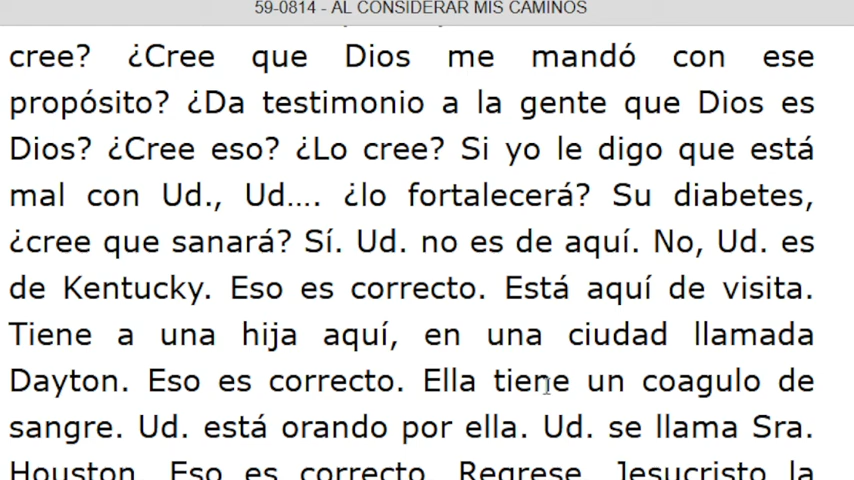 59-0814 - AL CONSIDERAR MIS CAMINOS
cree? ¿Cree que Dios me mandó con ese
propósito? ¿Da testimonio a la gente que Dios es
Dios? ¿Cree eso? ¿Lo cree? Si yo le digo que está
mal con Ud., Ud.... ¿lo fortalecerá? Su diabetes,
¿cree que sanará? Sí. Ud. no es de aquí. No, Ud. es
de Kentucky. Eso es correcto. Está aquí de visita.
Tiene a una hija aquí, en una ciudad llamada
Dayton. Eso es correcto. Ella tiene un coagulo de
sangre. Ud. está orando por ella. Ud. se llama Sra.
Houston. Eso es correcto. Regrese. Jesucristo la